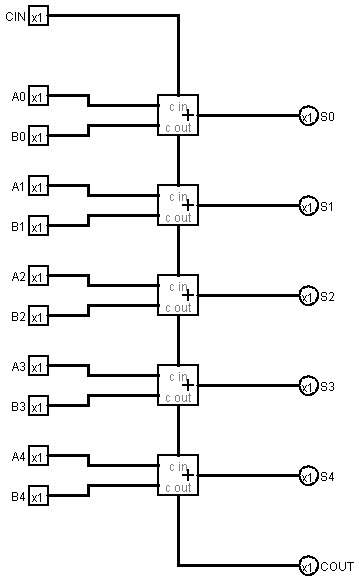 CIN x1
A0 x1
c in
+
x1 S0
B0 x1
c out
A1 x1
c in
+
x1 S1
B1 x1
c out
A2 x1
c in
+
x1 S2
B2 x1
c out
A3 x1
c in
+
x1 S3
B3 x1
c out
A4 x1
c in
+
x1 S4
B4 x1
c out
x1 COUT